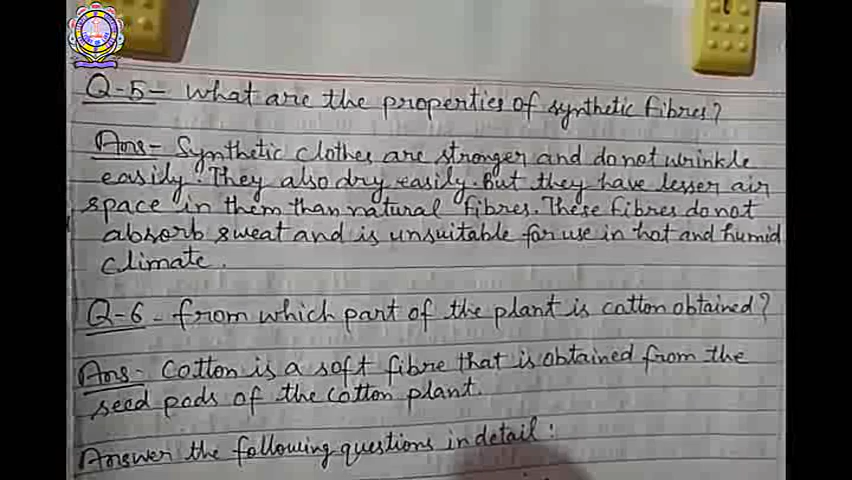 Q-5- What are the properties of synthetic fibres?
Ans- Synthetic clothes are stronger and do not wrinkle
easily. They also dry easily. But they have lesser air
space in them than natural fibres. These fibres do not
absorb sweat and is unsuitable for use in hot and humid
climate.
Q-6- From which part of the plant is cotton obtained?
Ans- Cotton is a soft fibre that is obtained from the
seed pods of the cotton plant.
Answer the following questions in detail: